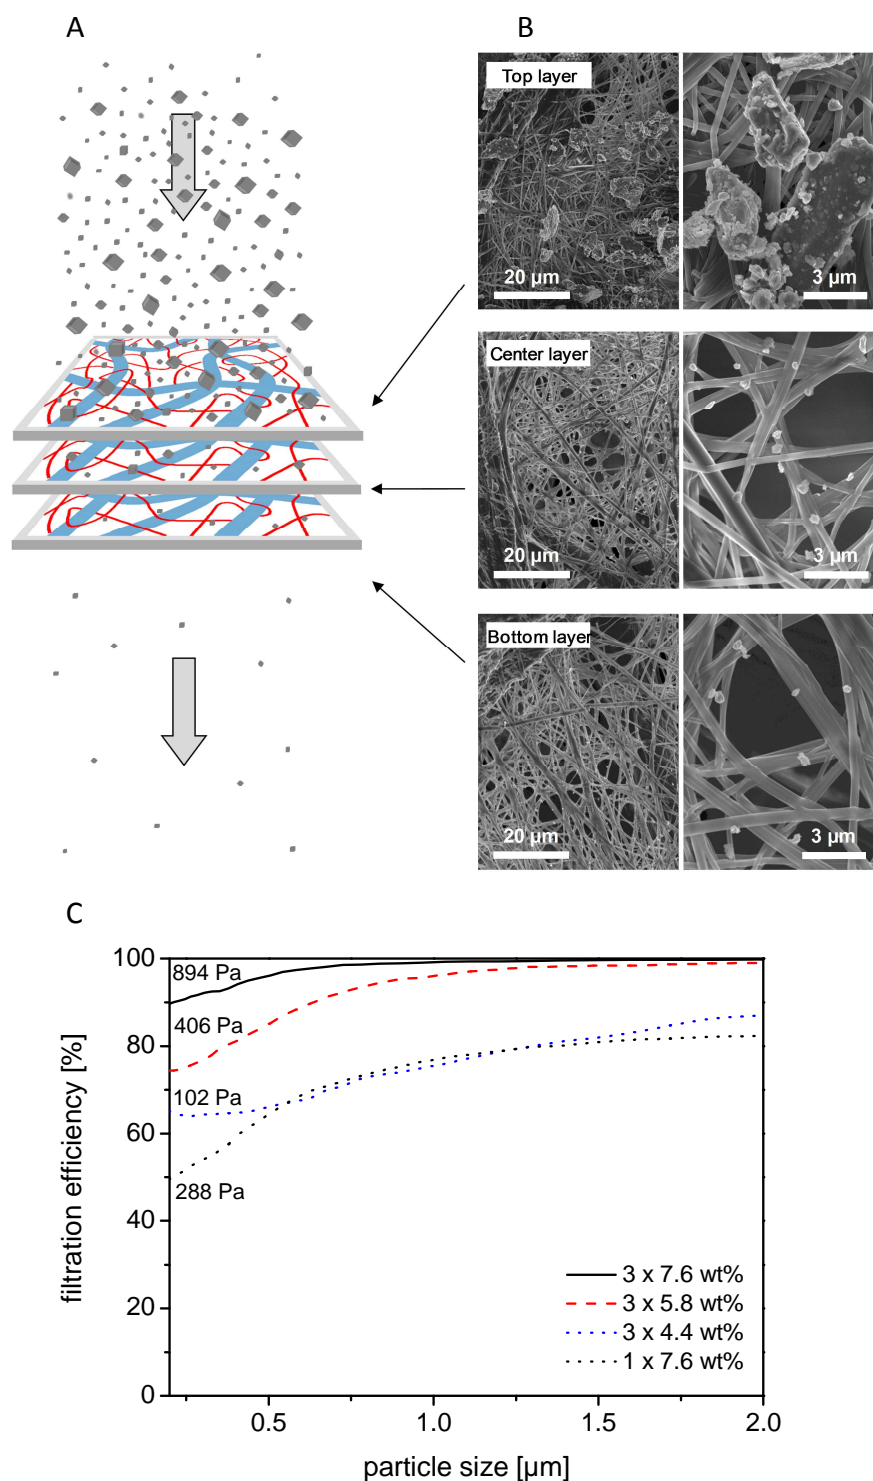 A
B
Top layer
20 µm
3 µm
Center layer
20 µm
3 µm
Bottom layer
20 µm
3 µm
C
100
80
60
40
20
0
filtration efficiency [%]
894 Pa
406 Pa
102 Pa
288 Pa
3 x 7.6 wt%
3 x 5.8 wt%
3 x 4.4 wt%
1 x 7.6 wt%
0.5
1.0
1.5
2.0
particle size [µm]